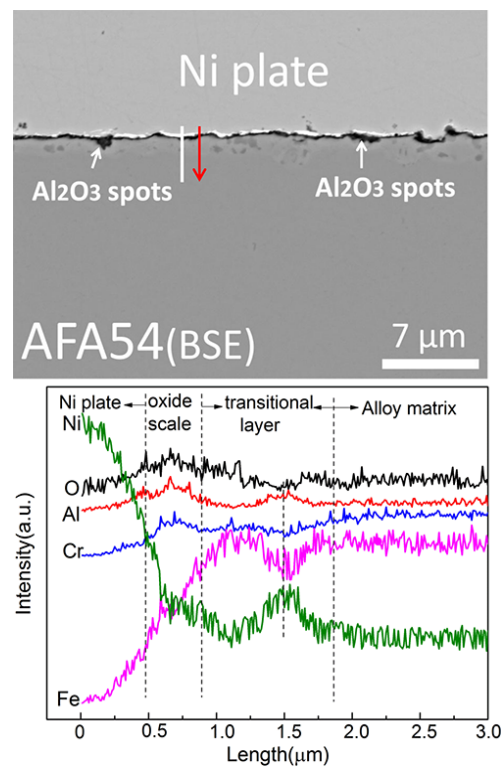 Ni plate
Al2O3 spots
Al2O3 spots
AFA54(BSE)
7 μm
Ni plate
oxide scale
transitional layer
Alloy matrix
Ni
O
Al
Cr
Fe
Intensity(a.u.)
0 0.5 1.0 1.5 2.0 2.5 3.0
Length(μm)